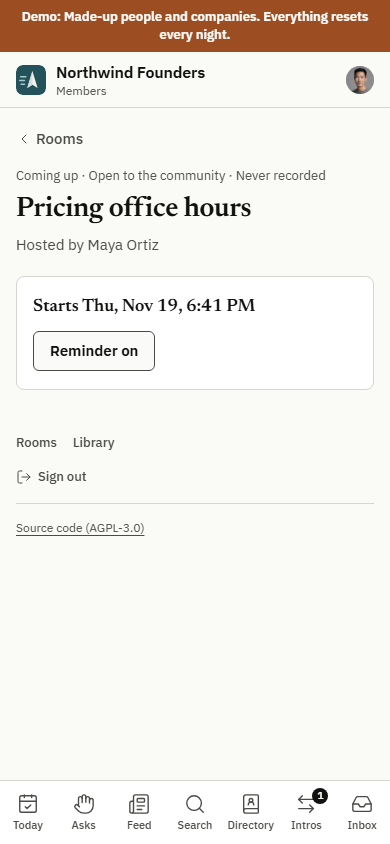 Demo: Made-up people and companies. Everything resets
every night.
Northwind Founders
Members
Rooms
Coming up · Open to the community · Never recorded
Pricing office hours
Hosted by Maya Ortiz
Starts Thu, Nov 19, 6:41 PM
Reminder on
Rooms Library
Sign out
Source code (AGPL-3.0)
1
Today Asks Feed Search Directory Intros Inbox